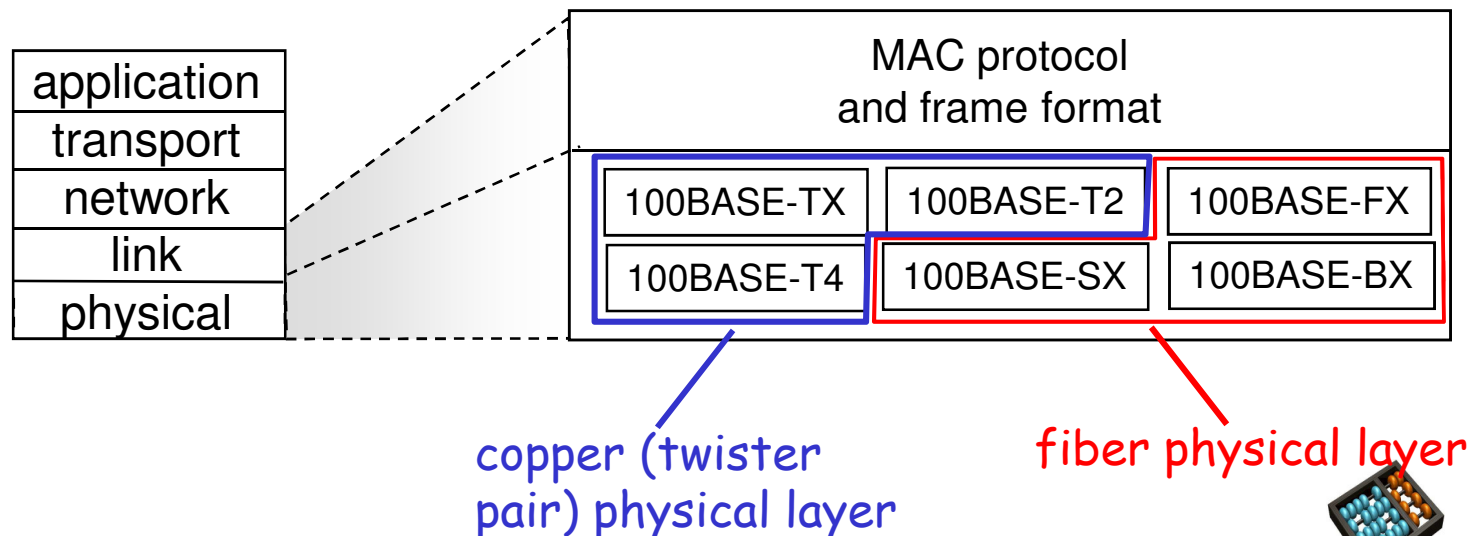 application
transport
network
link
physical
MAC protocol
and frame format
100BASE-TX 100BASE-T2 100BASE-FX
100BASE-T4 100BASE-SX 100BASE-BX
copper (twister
pair) physical layer
fiber physical layer